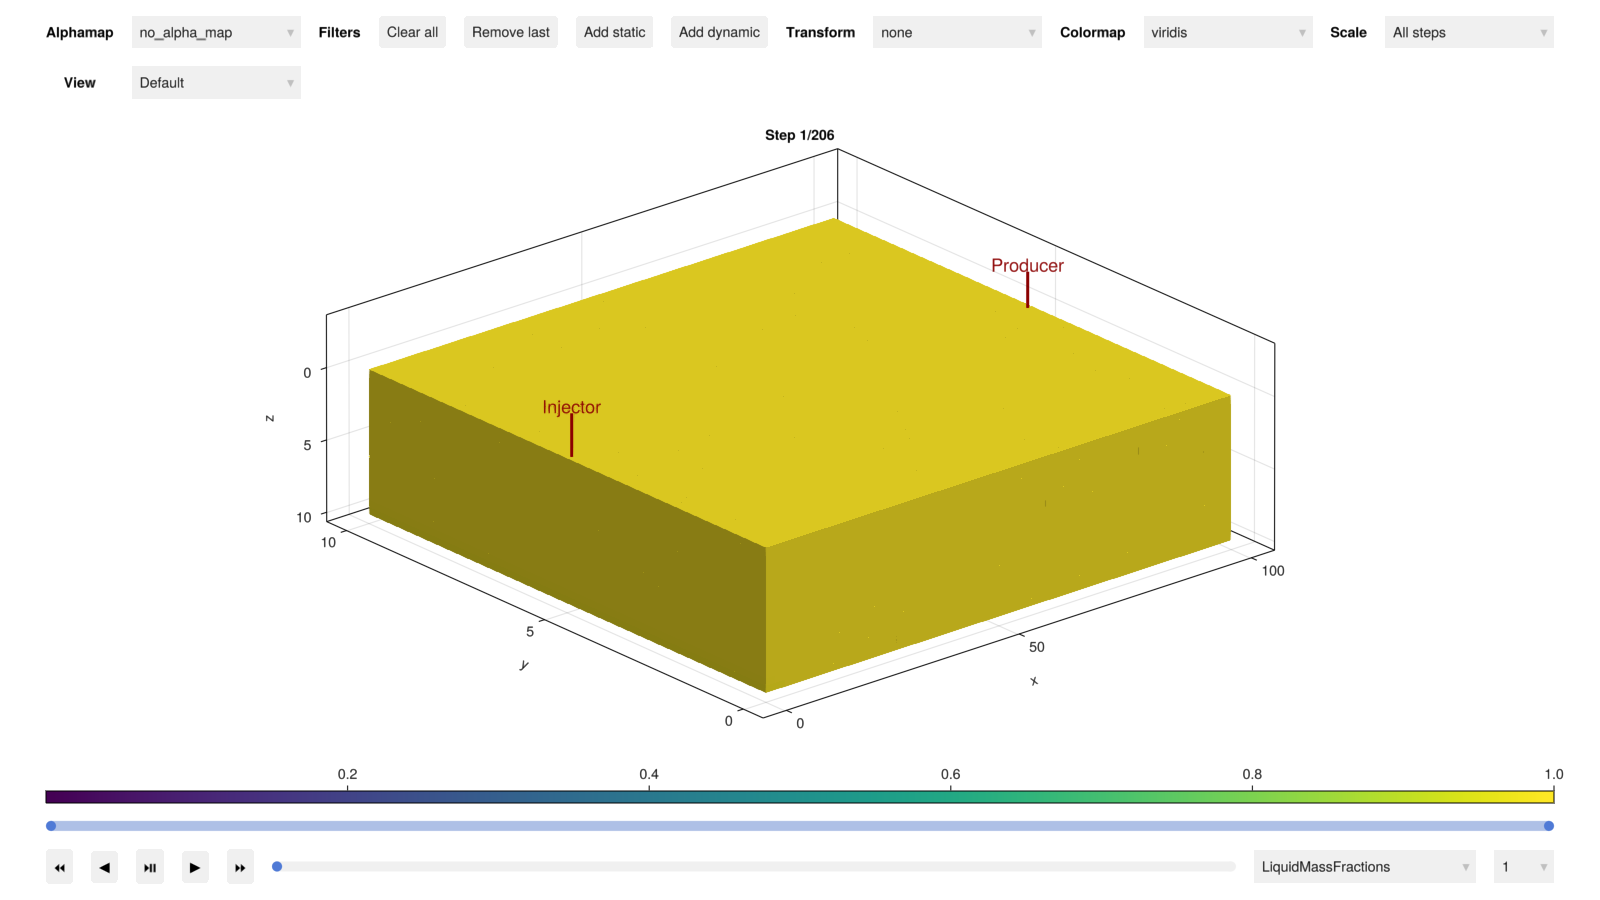 Alphamap no_alpha_map Filters Clear all Remove last Add static Add dynamic Transform none Colormap viridis Scale All steps
View Default
Step 1/206
Producer
Injector
0
5
10
z
10
5
0
y
0
50
100
x
0.2 0.4 0.6 0.8 1.0
LiquidMassFractions 1